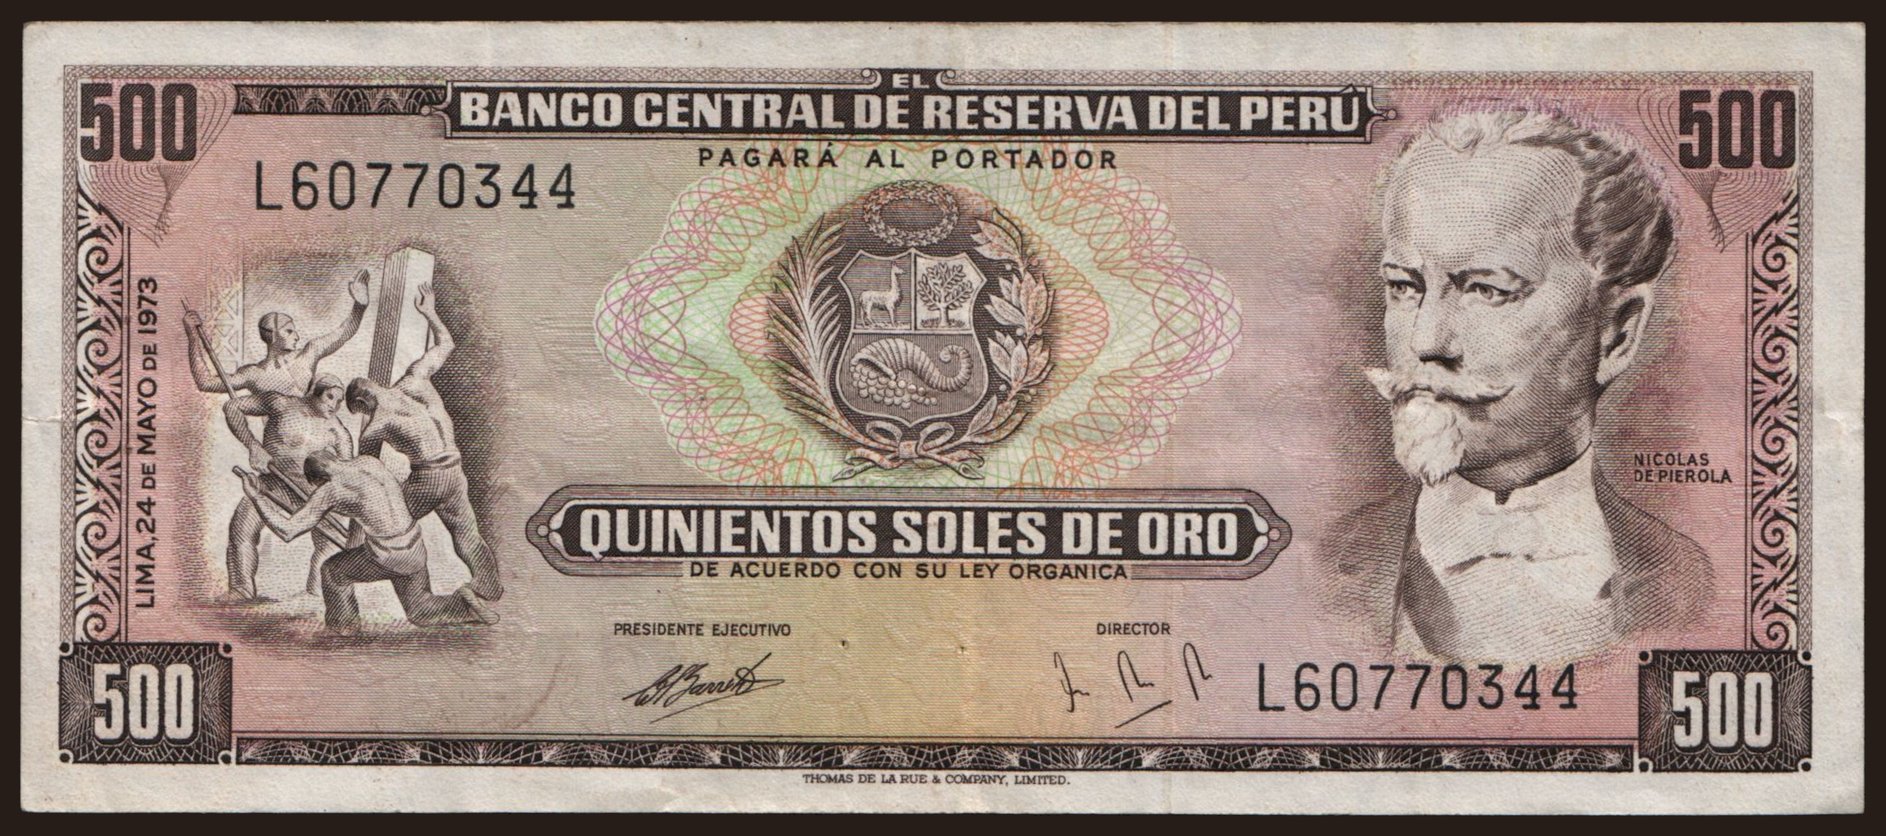 500
EL
BANCO CENTRAL DE RESERVA DEL PERÚ
500
PAGARÁ AL PORTADOR
L60770344
LIMA, 24 DE MAYO DE 1973
NICOLAS
DE PIEROLA
QUINIENTOS SOLES DE ORO
DE ACUERDO CON SU LEY ORGANICA
PRESIDENTE EJECUTIVO
DIRECTOR
L60770344
500
500
THOMAS DE LA RUE & COMPANY, LIMITED.